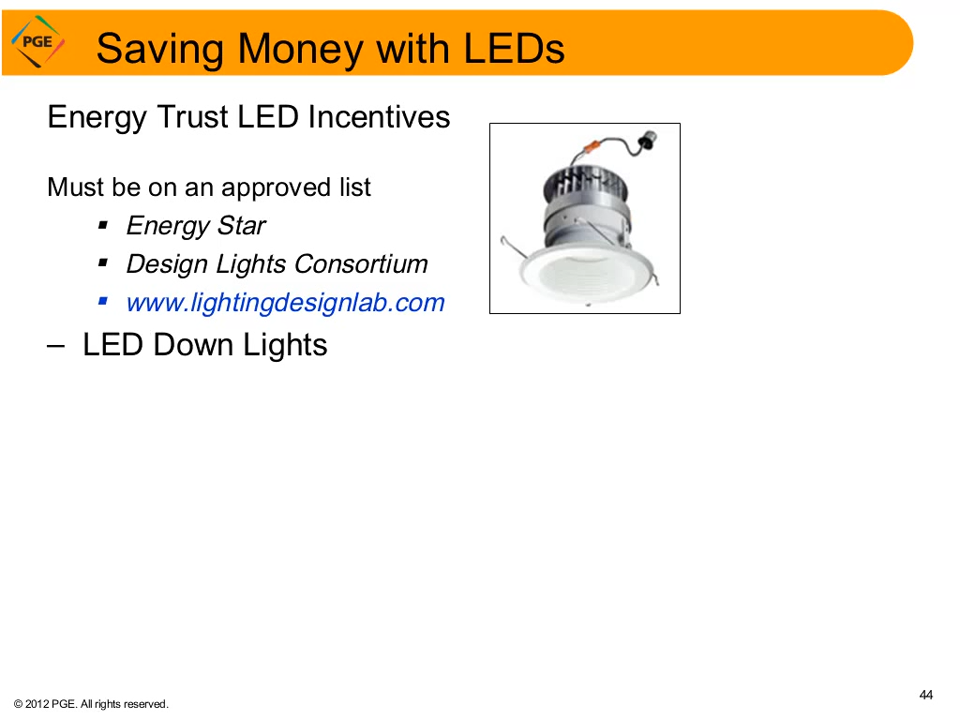 PGE
Saving Money with LEDs
Energy Trust LED Incentives
Must be on an approved list
▪ Energy Star
▪ Design Lights Consortium
▪ www.lightingdesignlab.com
– LED Down Lights
© 2012 PGE. All rights reserved.
44